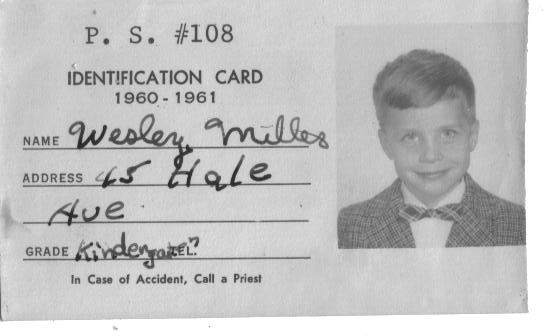 P. S. #108
IDENTIFICATION CARD
1960 - 1961
NAME Wesley Miller
ADDRESS 45 Hale
Ave
GRADE Kindergarten TEL.
In Case of Accident, Call a Priest